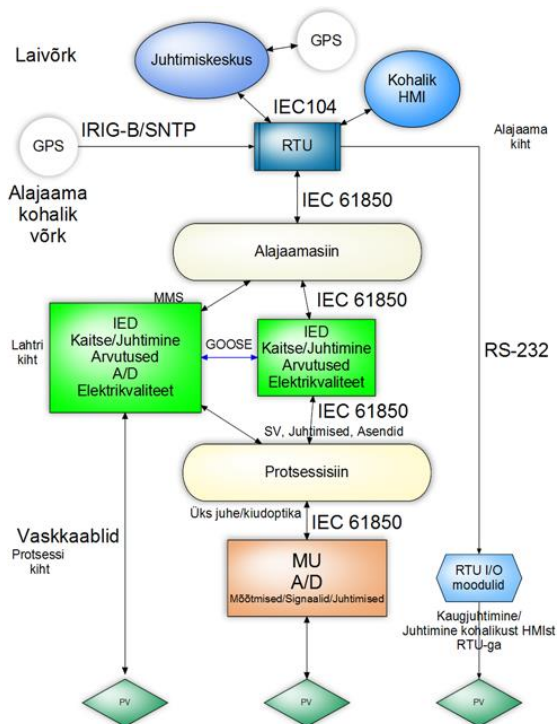 Laivõrk
Juhtimiskeskus
GPS
Kohalik
HMI
IEC104
IRIG-B/SNTP
GPS
RTU
Alajaama
kiht
Alajaama
kohalik
võrk
IEC 61850
Alajaamasiin
MMS
IEC 61850
Lahtri
kiht
IED
Kaitse/Juhtimine
Arvutused
A/D
Elektrikvaliteet
GOOSE
IED
Kaitse/Juhtimine
Arvutused
Elektrikvaliteet
RS-232
IEC 61850
SV, Juhtimised, Asendid
Protsessisiin
Üks juhe/kiudoptika
IEC 61850
Vaskkaablid
Protsessi
kiht
MU
A/D
Mõõtmised/Signaalid/Juhtimised
RTU I/O
moodulid
Kaugjuhtimine/
Juhtimine kohalikust HMIst
RTU-ga
PV
PV
PV